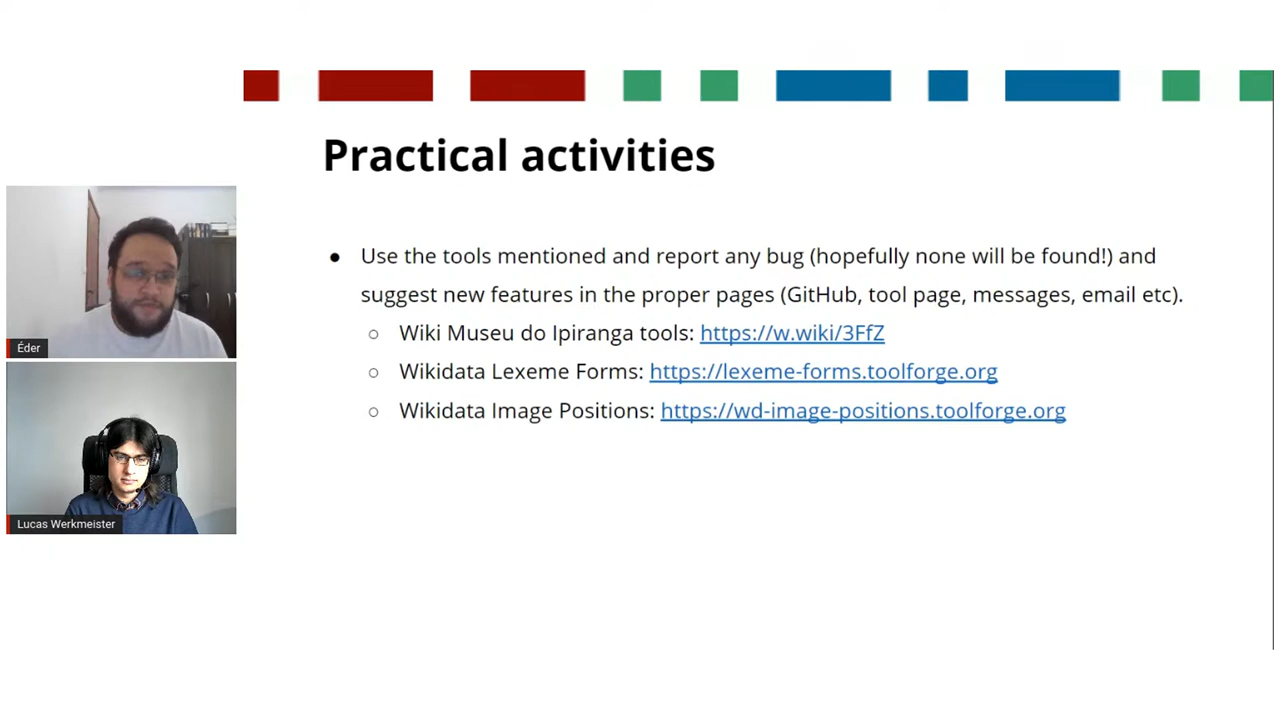 Practical activities
● Use the tools mentioned and report any bug (hopefully none will be found!) and
suggest new features in the proper pages (GitHub, tool page, messages, email etc).
○ Wiki Museu do Ipiranga tools: https://w.wiki/3FfZ
○ Wikidata Lexeme Forms: https://lexeme-forms.toolforge.org
○ Wikidata Image Positions: https://wd-image-positions.toolforge.org
Éder
Lucas Werkmeister